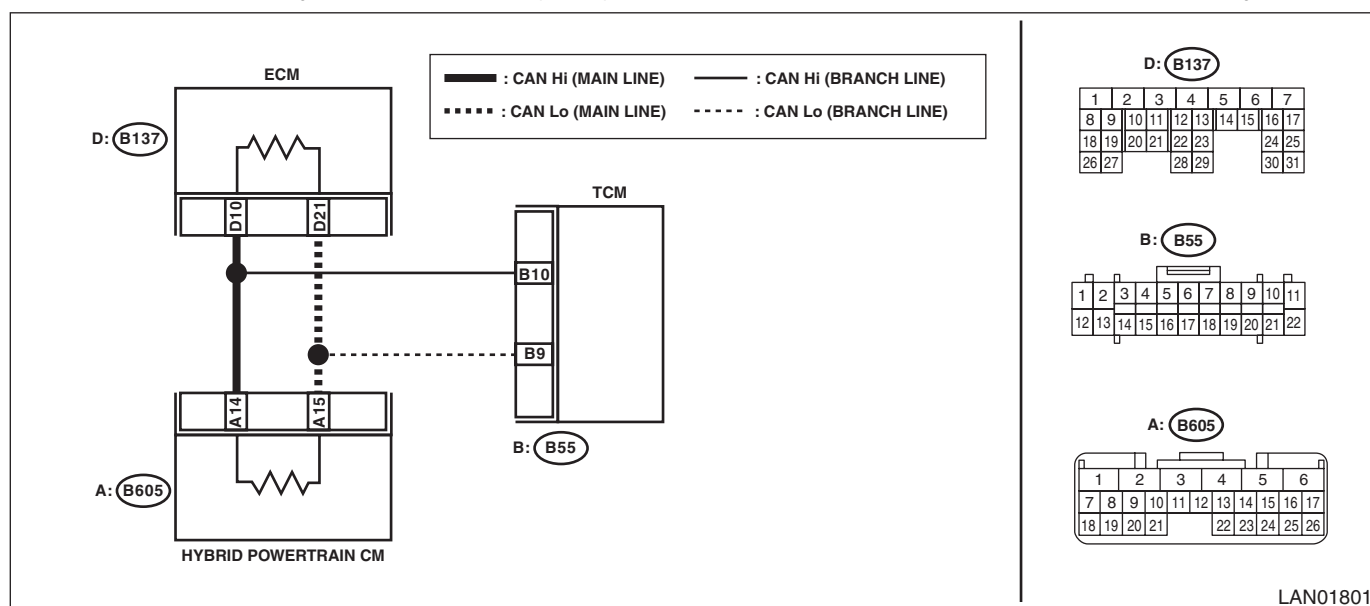 ECM
D: B137
D10
D21
A14
A15
A: B605
HYBRID POWERTRAIN CM
: CAN Hi (MAIN LINE)
: CAN Hi (BRANCH LINE)
: CAN Lo (MAIN LINE)
: CAN Lo (BRANCH LINE)
TCM
B10
B9
B: B55
D: B137
1 2 3 4 5 6 7
8 9 10 11 12 13 14 15 16 17
18 19 20 21 22 23 24 25
26 27 28 29 30 31
B: B55
1 2 3 4 5 6 7 8 9 10 11
12 13 14 15 16 17 18 19 20 21 22
A: B605
1 2 3 4 5 6
7 8 9 10 11 12 13 14 15 16 17
18 19 20 21 22 23 24 25 26
LAN01801